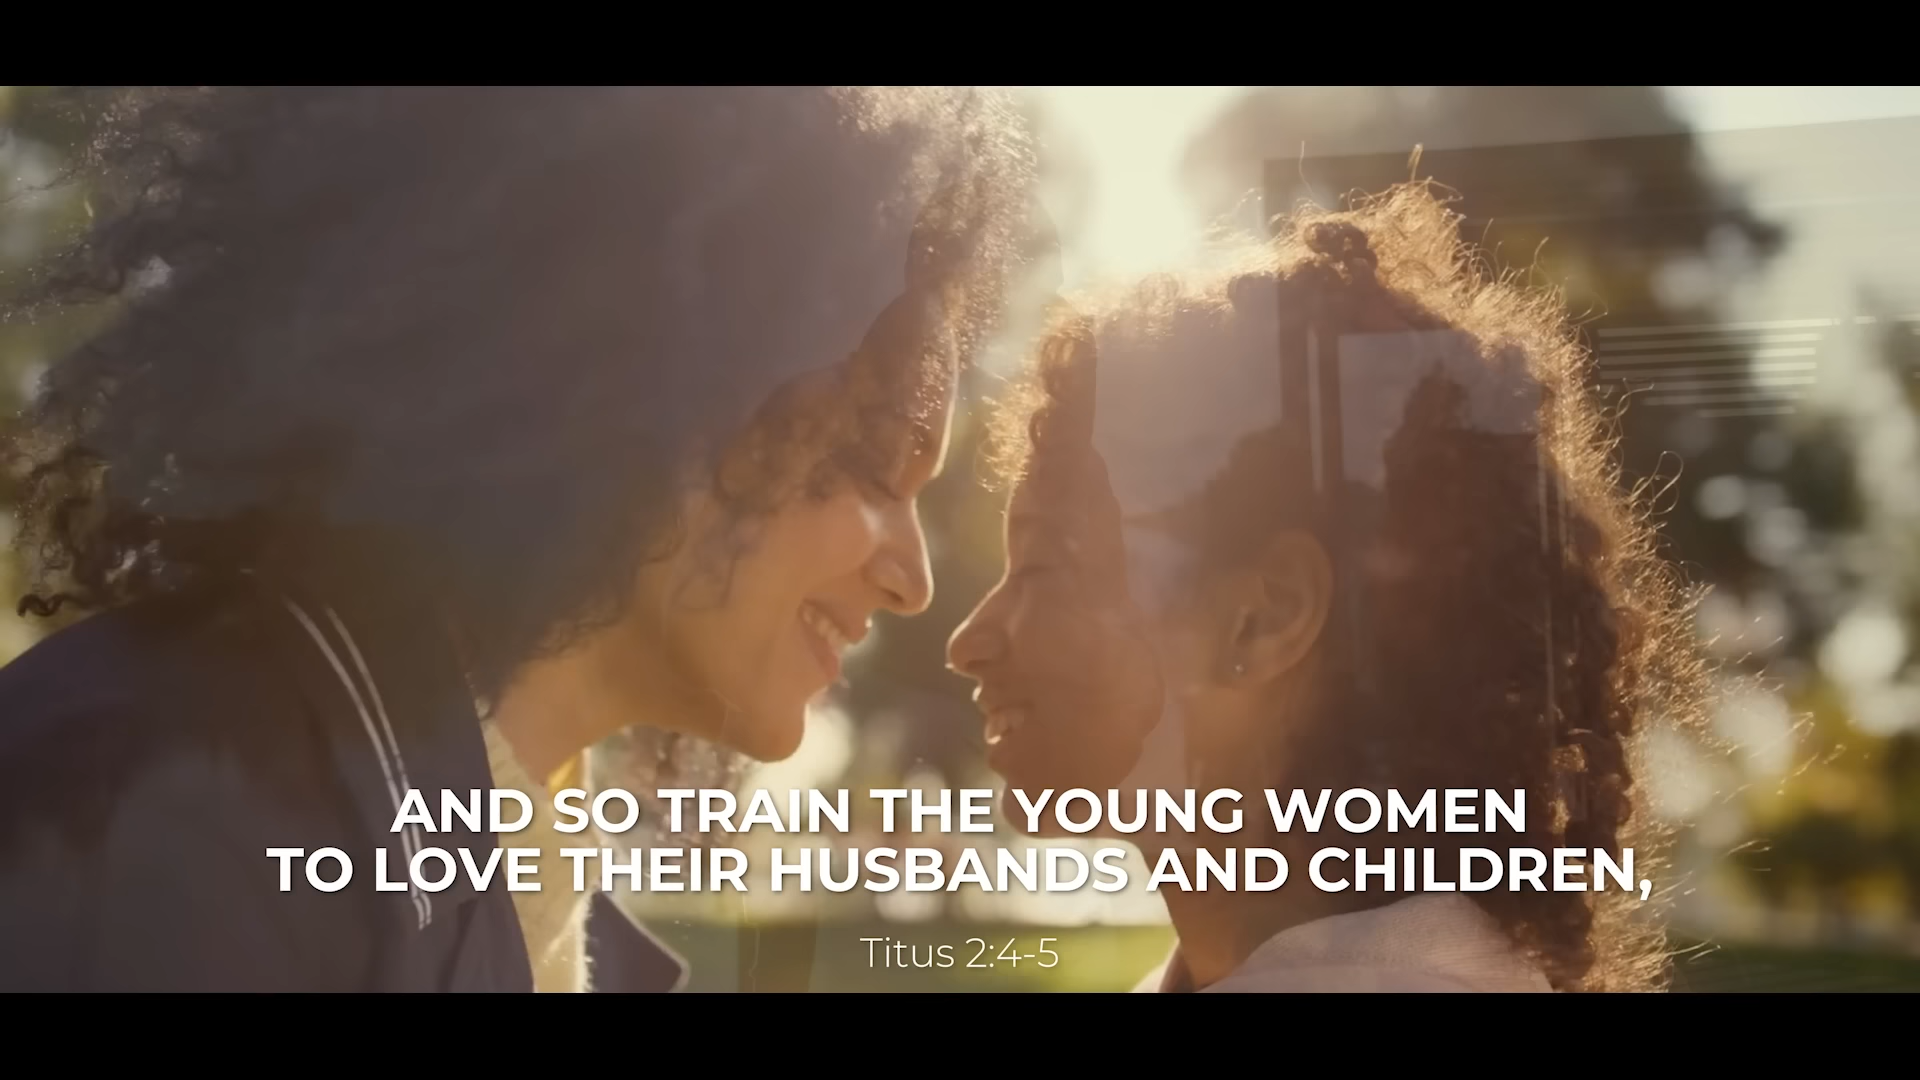 AND SO TRAIN THE YOUNG WOMEN
TO LOVE THEIR HUSBANDS AND CHILDREN,
Titus 2:4-5